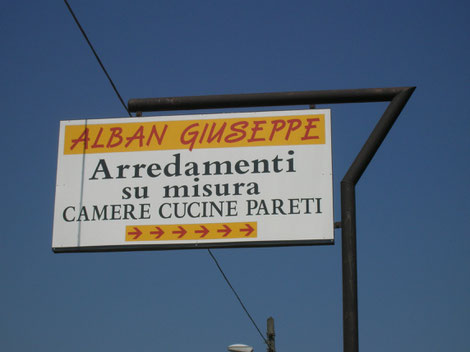 ALBAN GIUSEPPE
Arredamenti
su misura
CAMERE CUCINE PARETI